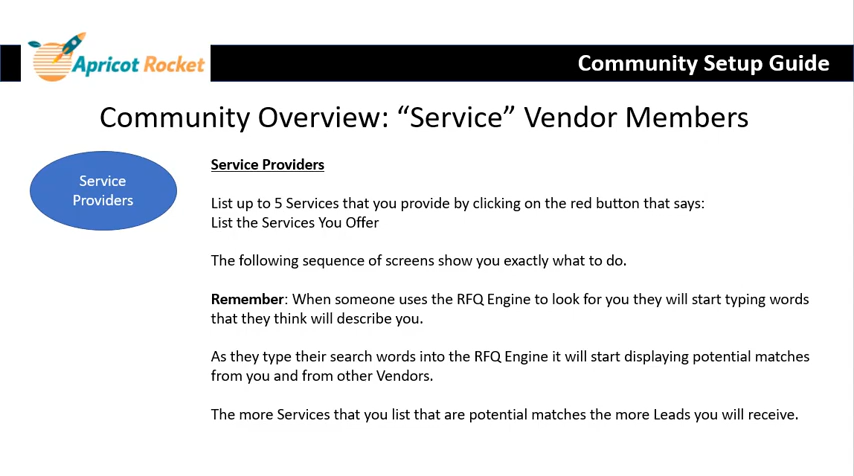 Apricot Rocket
Community Setup Guide
Community Overview: “Service” Vendor Members
Service
Providers
Service Providers
List up to 5 Services that you provide by clicking on the red button that says:
List the Services You Offer
The following sequence of screens show you exactly what to do.
Remember: When someone uses the RFQ Engine to look for you they will start typing words
that they think will describe you.
As they type their search words into the RFQ Engine it will start displaying potential matches
from you and from other Vendors.
The more Services that you list that are potential matches the more Leads you will receive.